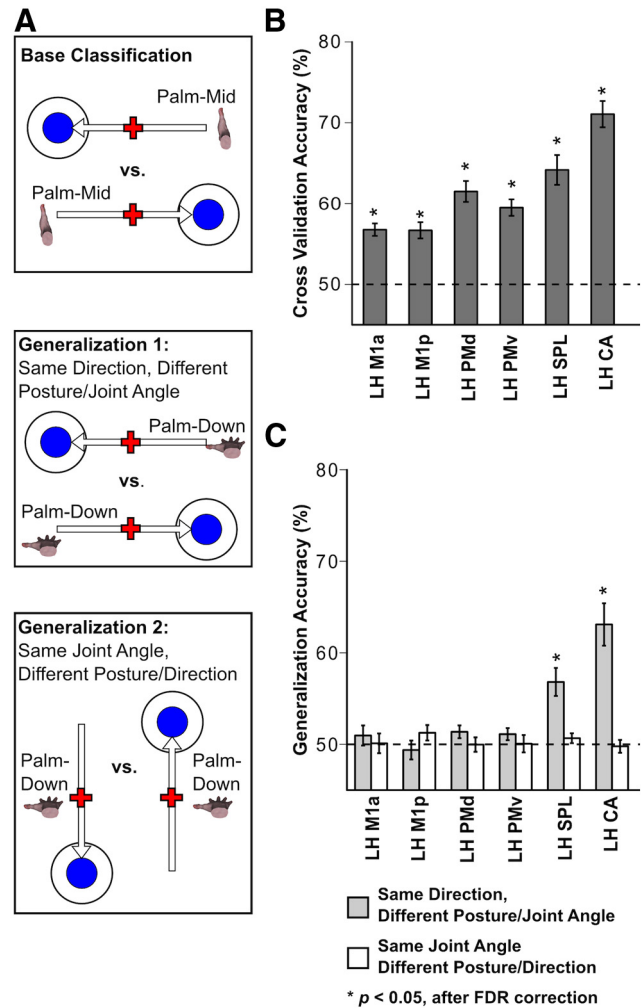 A
Base Classification
Palm-Mid
vs.
Palm-Mid
Generalization 1:
Same Direction, Different
Posture/Joint Angle
Palm-Down
vs.
Palm-Down
Generalization 2:
Same Joint Angle,
Different Posture/Direction
Palm-
Down
vs.
Palm-
Down
B
Cross Validation Accuracy (%)
80
70
60
50
*
*
*
*
*
*
LH M1a
LH M1p
LH PMd
LH PMv
LH SPL
LH CA
C
Generalization Accuracy (%)
80
70
60
50
*
*
LH M1a
LH M1p
LH PMd
LH PMv
LH SPL
LH CA
Same Direction,
Different Posture/Joint Angle
Same Joint Angle
Different Posture/Direction
* p < 0.05, after FDR correction